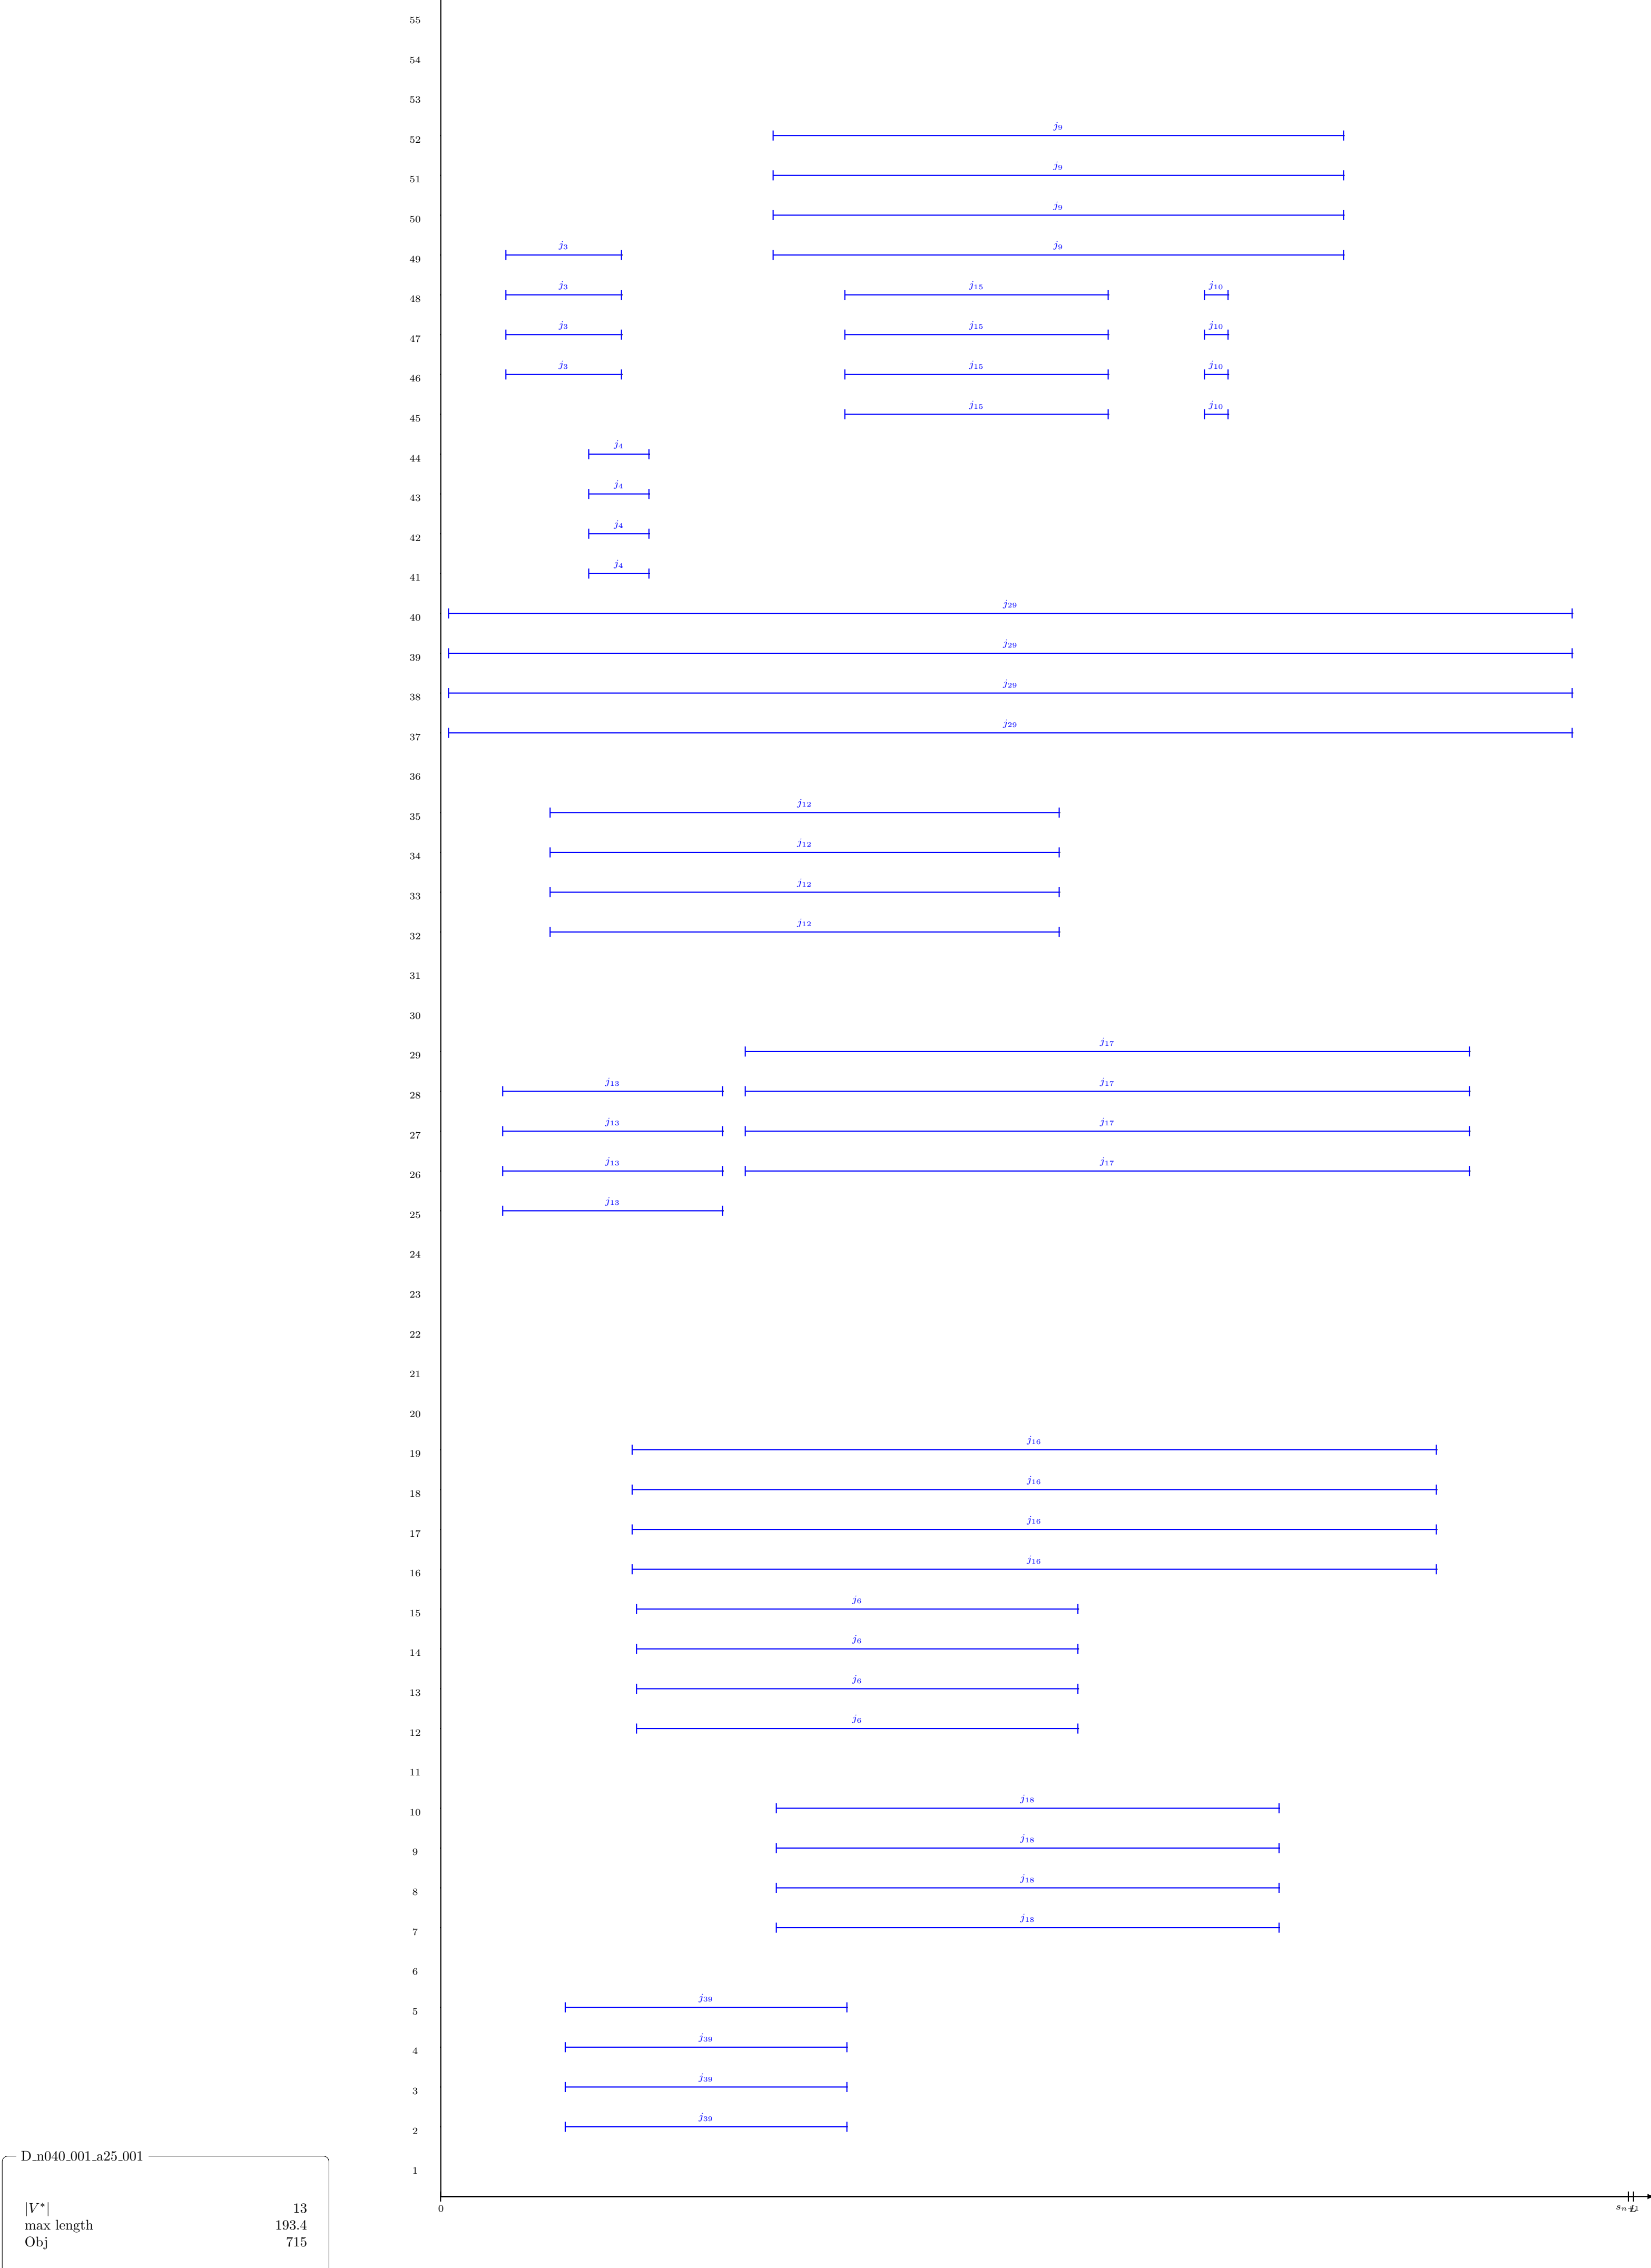 55
54
53
52 j9
51 j9
50 j9
49 j3 j9
48 j3 j15 j10
47 j3 j15 j10
46 j3 j15 j10
45 j15 j10
44 j4
43 j4
42 j4
41 j4
40 j29
39 j29
38 j29
37 j29
36
35 j12
34 j12
33 j12
32 j12
31
30
29 j17
28 j13 j17
27 j13 j17
26 j13 j17
25 j13
24
23
22
21
20
19 j16
18 j16
17 j16
16 j16
15 j6
14 j6
13 j6
12 j6
11
10 j18
9 j18
8 j18
7 j18
6
5 j39
4 j39
3 j39
2 j39
1
0
D_n040_001_a25_001
|V*| 13
max length 193.4
Obj 715